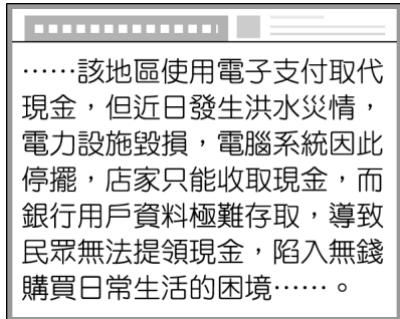 ……該地區使用電子支付取代
現金，但近日發生洪水災情，
電力設施毀損，電腦系統因此
停擺，店家只能收取現金，而
銀行用戶資料極難存取，導致
民眾無法提領現金，陷入無錢
購買日常生活的困境……。